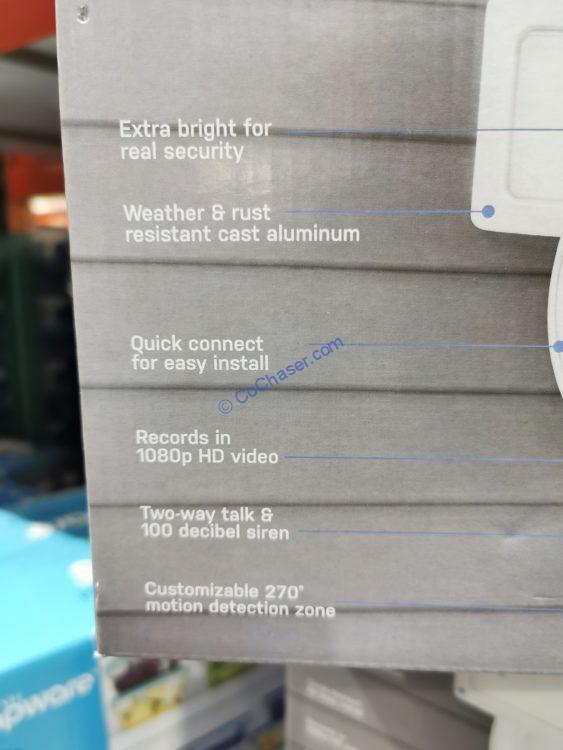 Extra bright for
real security
Weather & rust
resistant cast aluminum
Quick connect
for easy install
© CoChaser.com
Records in
1080p HD video
Two-way talk &
100 decibel siren
Customizable 270°
motion detection zone
pware